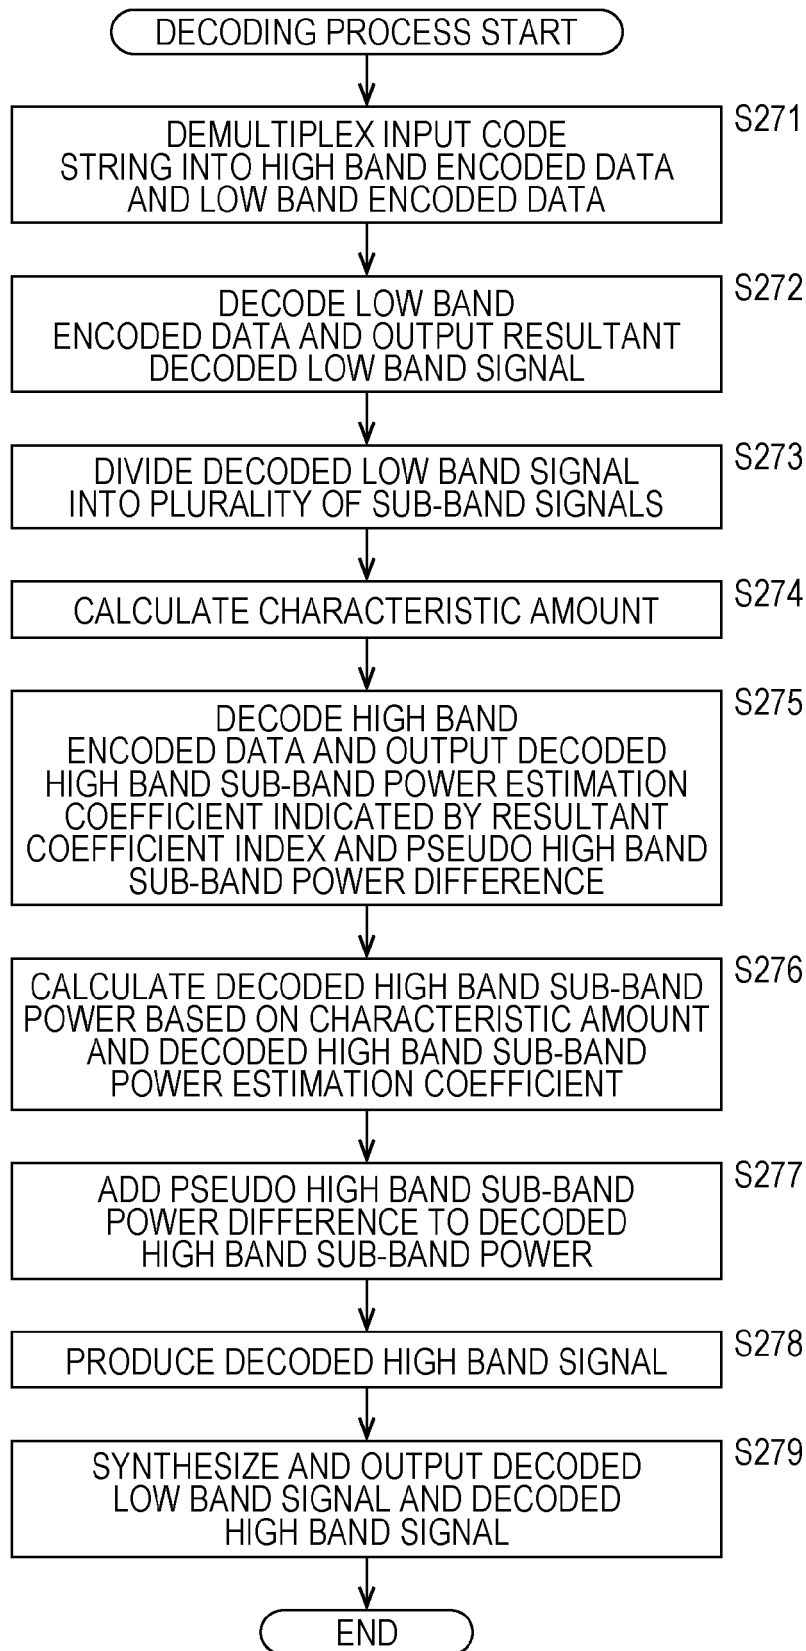 DECODING PROCESS START
S271
DEMULTIPLEX INPUT CODE
STRING INTO HIGH BAND ENCODED DATA
AND LOW BAND ENCODED DATA
S272
DECODE LOW BAND
ENCODED DATA AND OUTPUT RESULTANT
DECODED LOW BAND SIGNAL
S273
DIVIDE DECODED LOW BAND SIGNAL
INTO PLURALITY OF SUB-BAND SIGNALS
S274
CALCULATE CHARACTERISTIC AMOUNT
S275
DECODE HIGH BAND
ENCODED DATA AND OUTPUT DECODED
HIGH BAND SUB-BAND POWER ESTIMATION
COEFFICIENT INDICATED BY RESULTANT
COEFFICIENT INDEX AND PSEUDO HIGH BAND
SUB-BAND POWER DIFFERENCE
S276
CALCULATE DECODED HIGH BAND SUB-BAND
POWER BASED ON CHARACTERISTIC AMOUNT
AND DECODED HIGH BAND SUB-BAND
POWER ESTIMATION COEFFICIENT
S277
ADD PSEUDO HIGH BAND SUB-BAND
POWER DIFFERENCE TO DECODED
HIGH BAND SUB-BAND POWER
S278
PRODUCE DECODED HIGH BAND SIGNAL
S279
SYNTHESIZE AND OUTPUT DECODED
LOW BAND SIGNAL AND DECODED
HIGH BAND SIGNAL
END